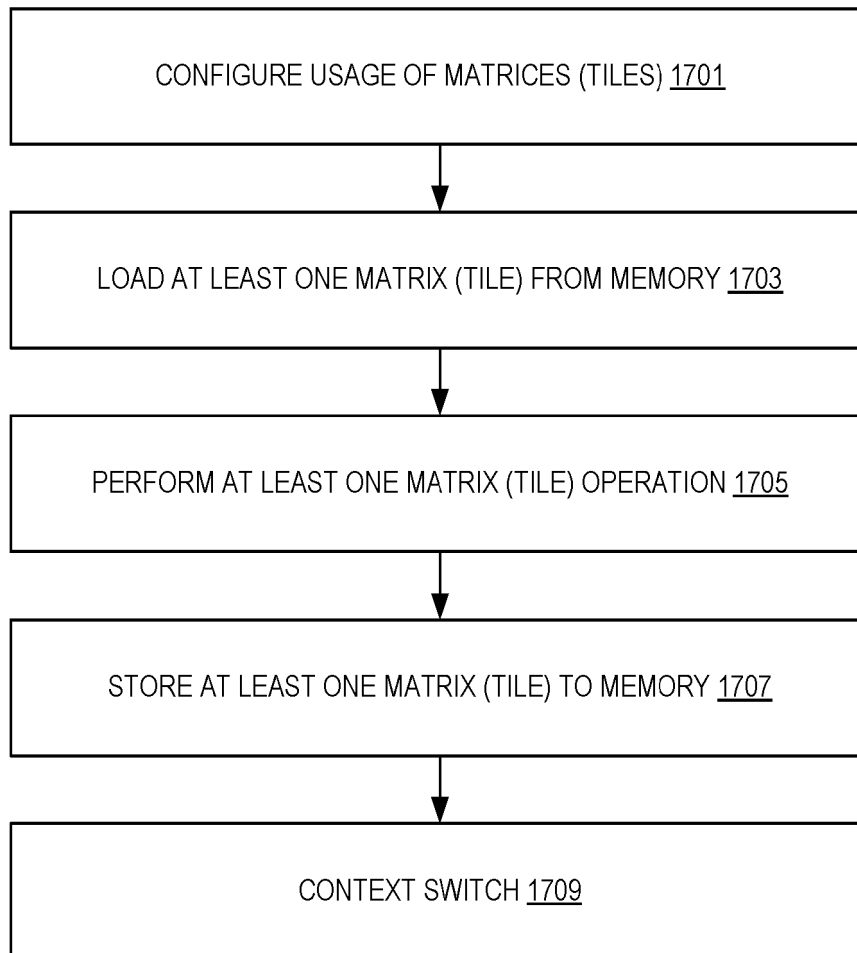 CONFIGURE USAGE OF MATRICES (TILES) 1701
LOAD AT LEAST ONE MATRIX (TILE) FROM MEMORY 1703
PERFORM AT LEAST ONE MATRIX (TILE) OPERATION 1705
STORE AT LEAST ONE MATRIX (TILE) TO MEMORY 1707
CONTEXT SWITCH 1709